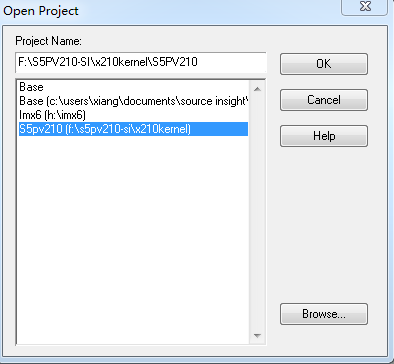 Open Project
Project Name:
F:\S5PV210-SI\x210kernel\S5PV210
OK
Base
Base (c:\users\xiang\documents\source insight\
Cancel
Imx6 (h:\imx6)
S5pv210 (f:\s5pv210-si\x210kernel)
Help
Browse...